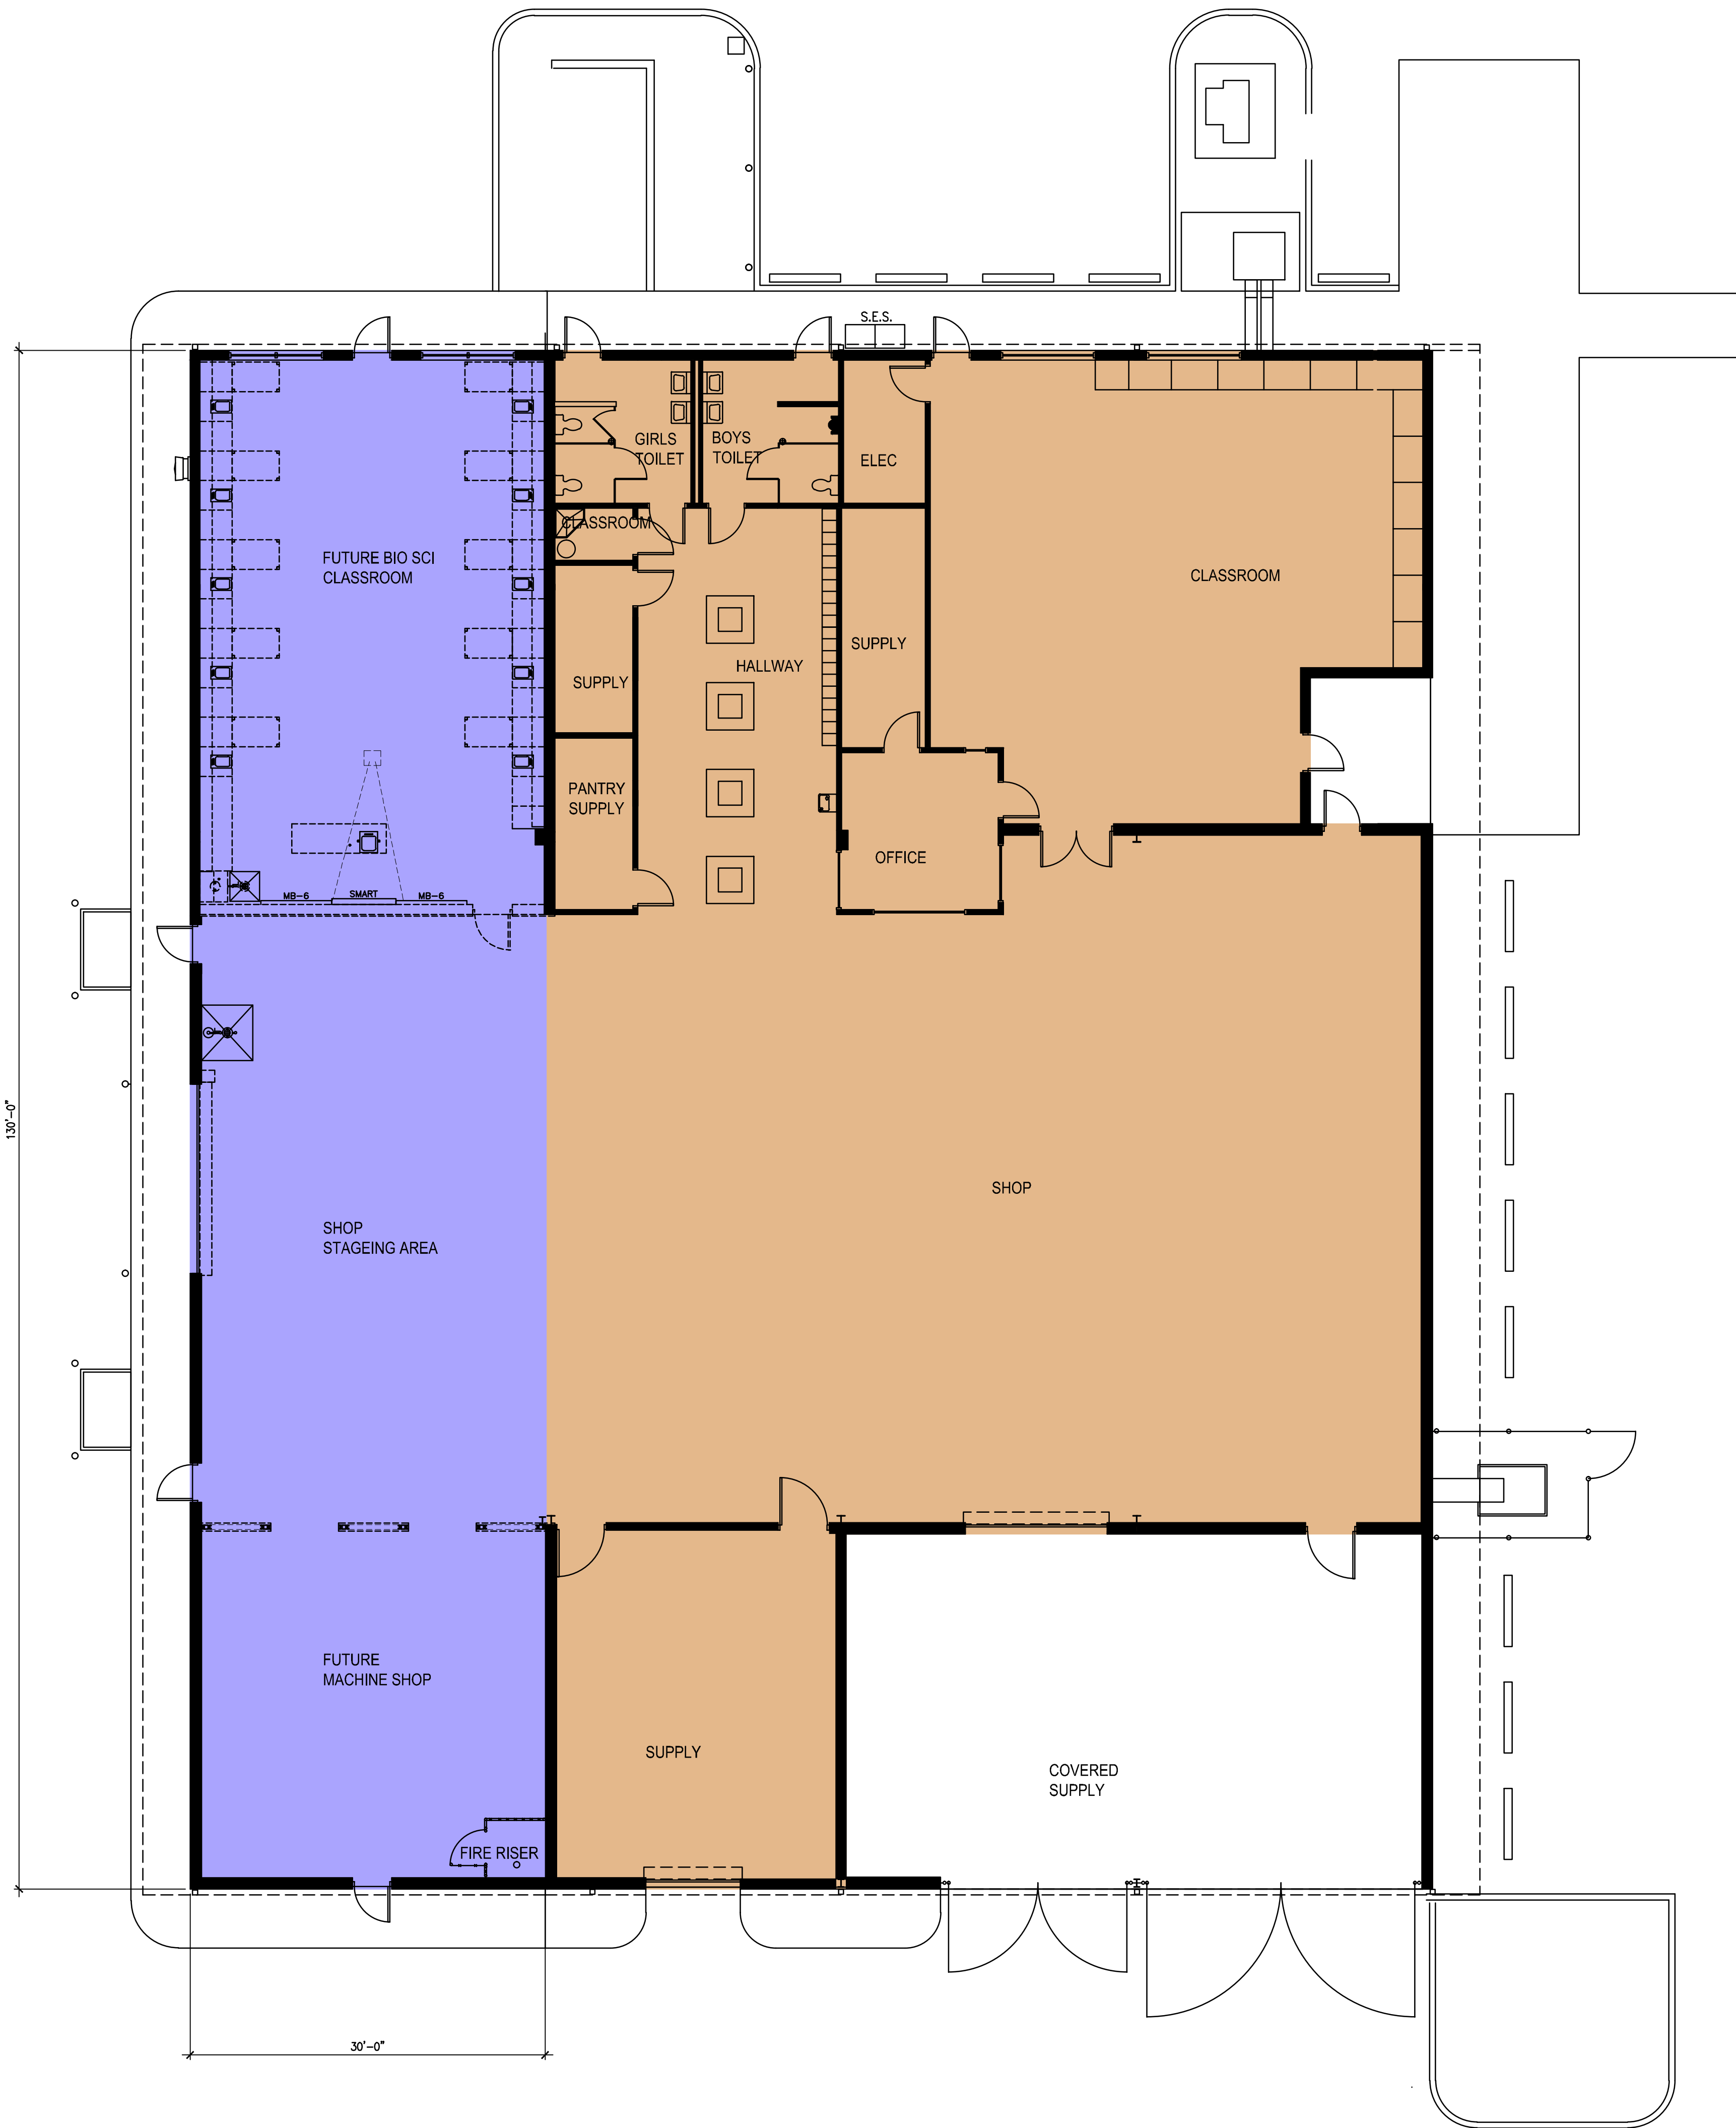 S.E.S.
GIRLS
TOILET
BOYS
TOILET
ELEC
CLASSROOM
FUTURE BIO SCI
CLASSROOM
CLASSROOM
SUPPLY
HALLWAY
SUPPLY
PANTRY
SUPPLY
OFFICE
MB-6
SMART
MB-6
130'-0"
SHOP
SHOP
STAGEING AREA
FUTURE
MACHINE SHOP
SUPPLY
COVERED
SUPPLY
FIRE RISER
30'-0"